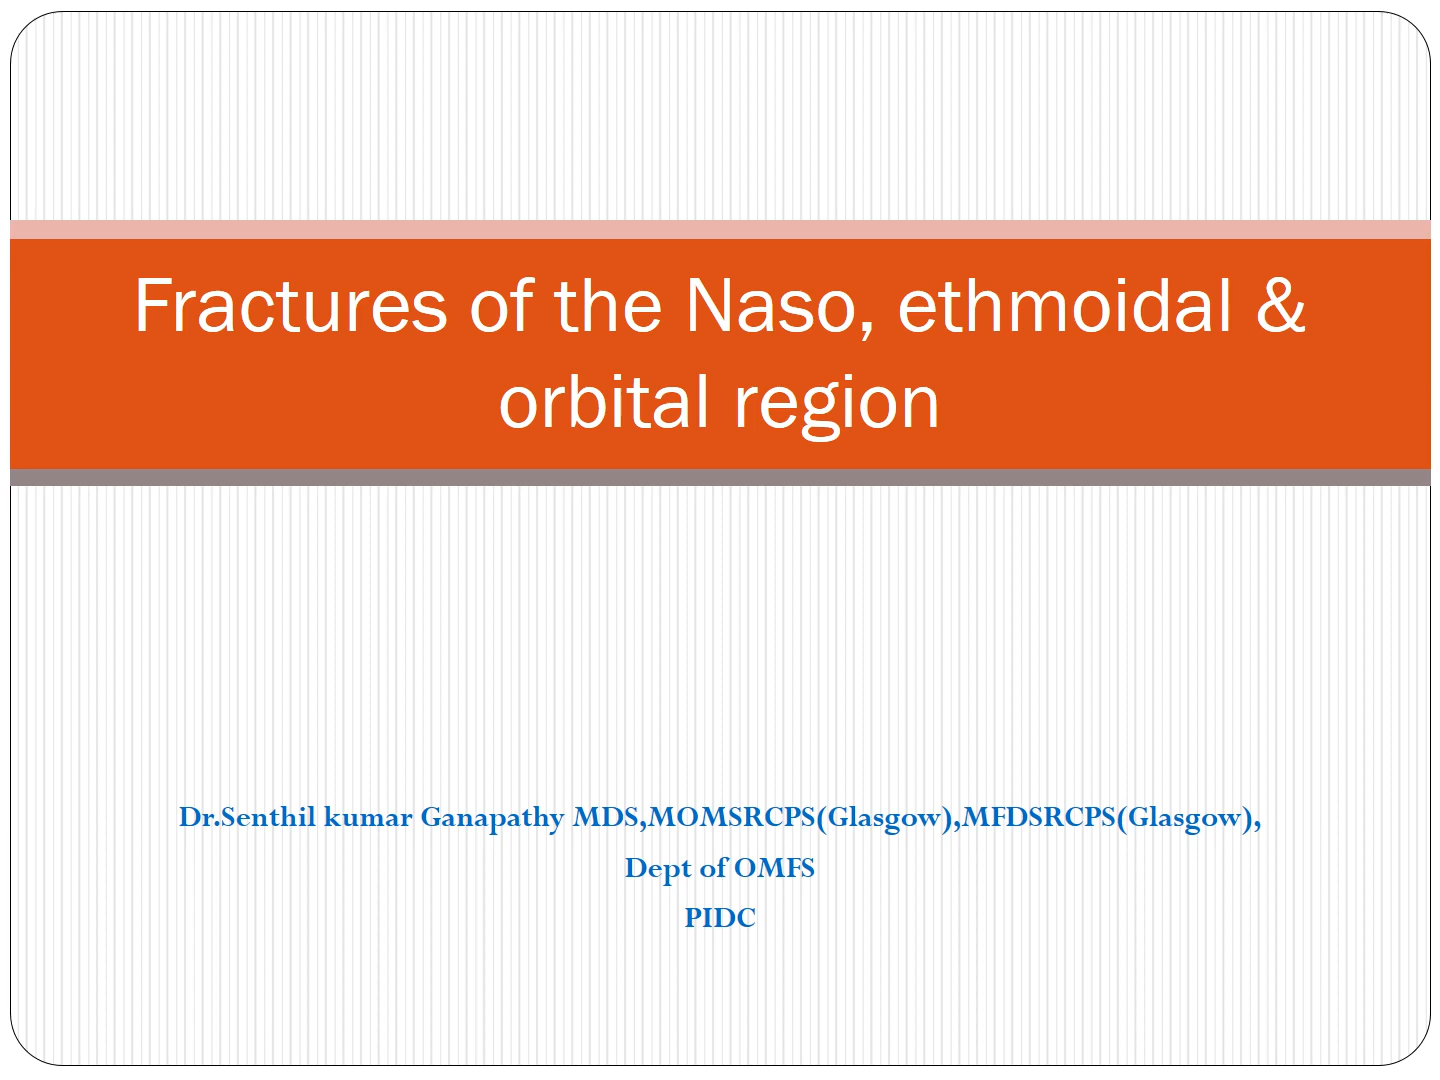 Fractures of the Naso, ethmoidal &
orbital region
Dr.Senthil kumar Ganapathy MDS,MOMSRCPS(Glasgow),MFDSRCPS(Glasgow),
Dept of OMFS
PIDC